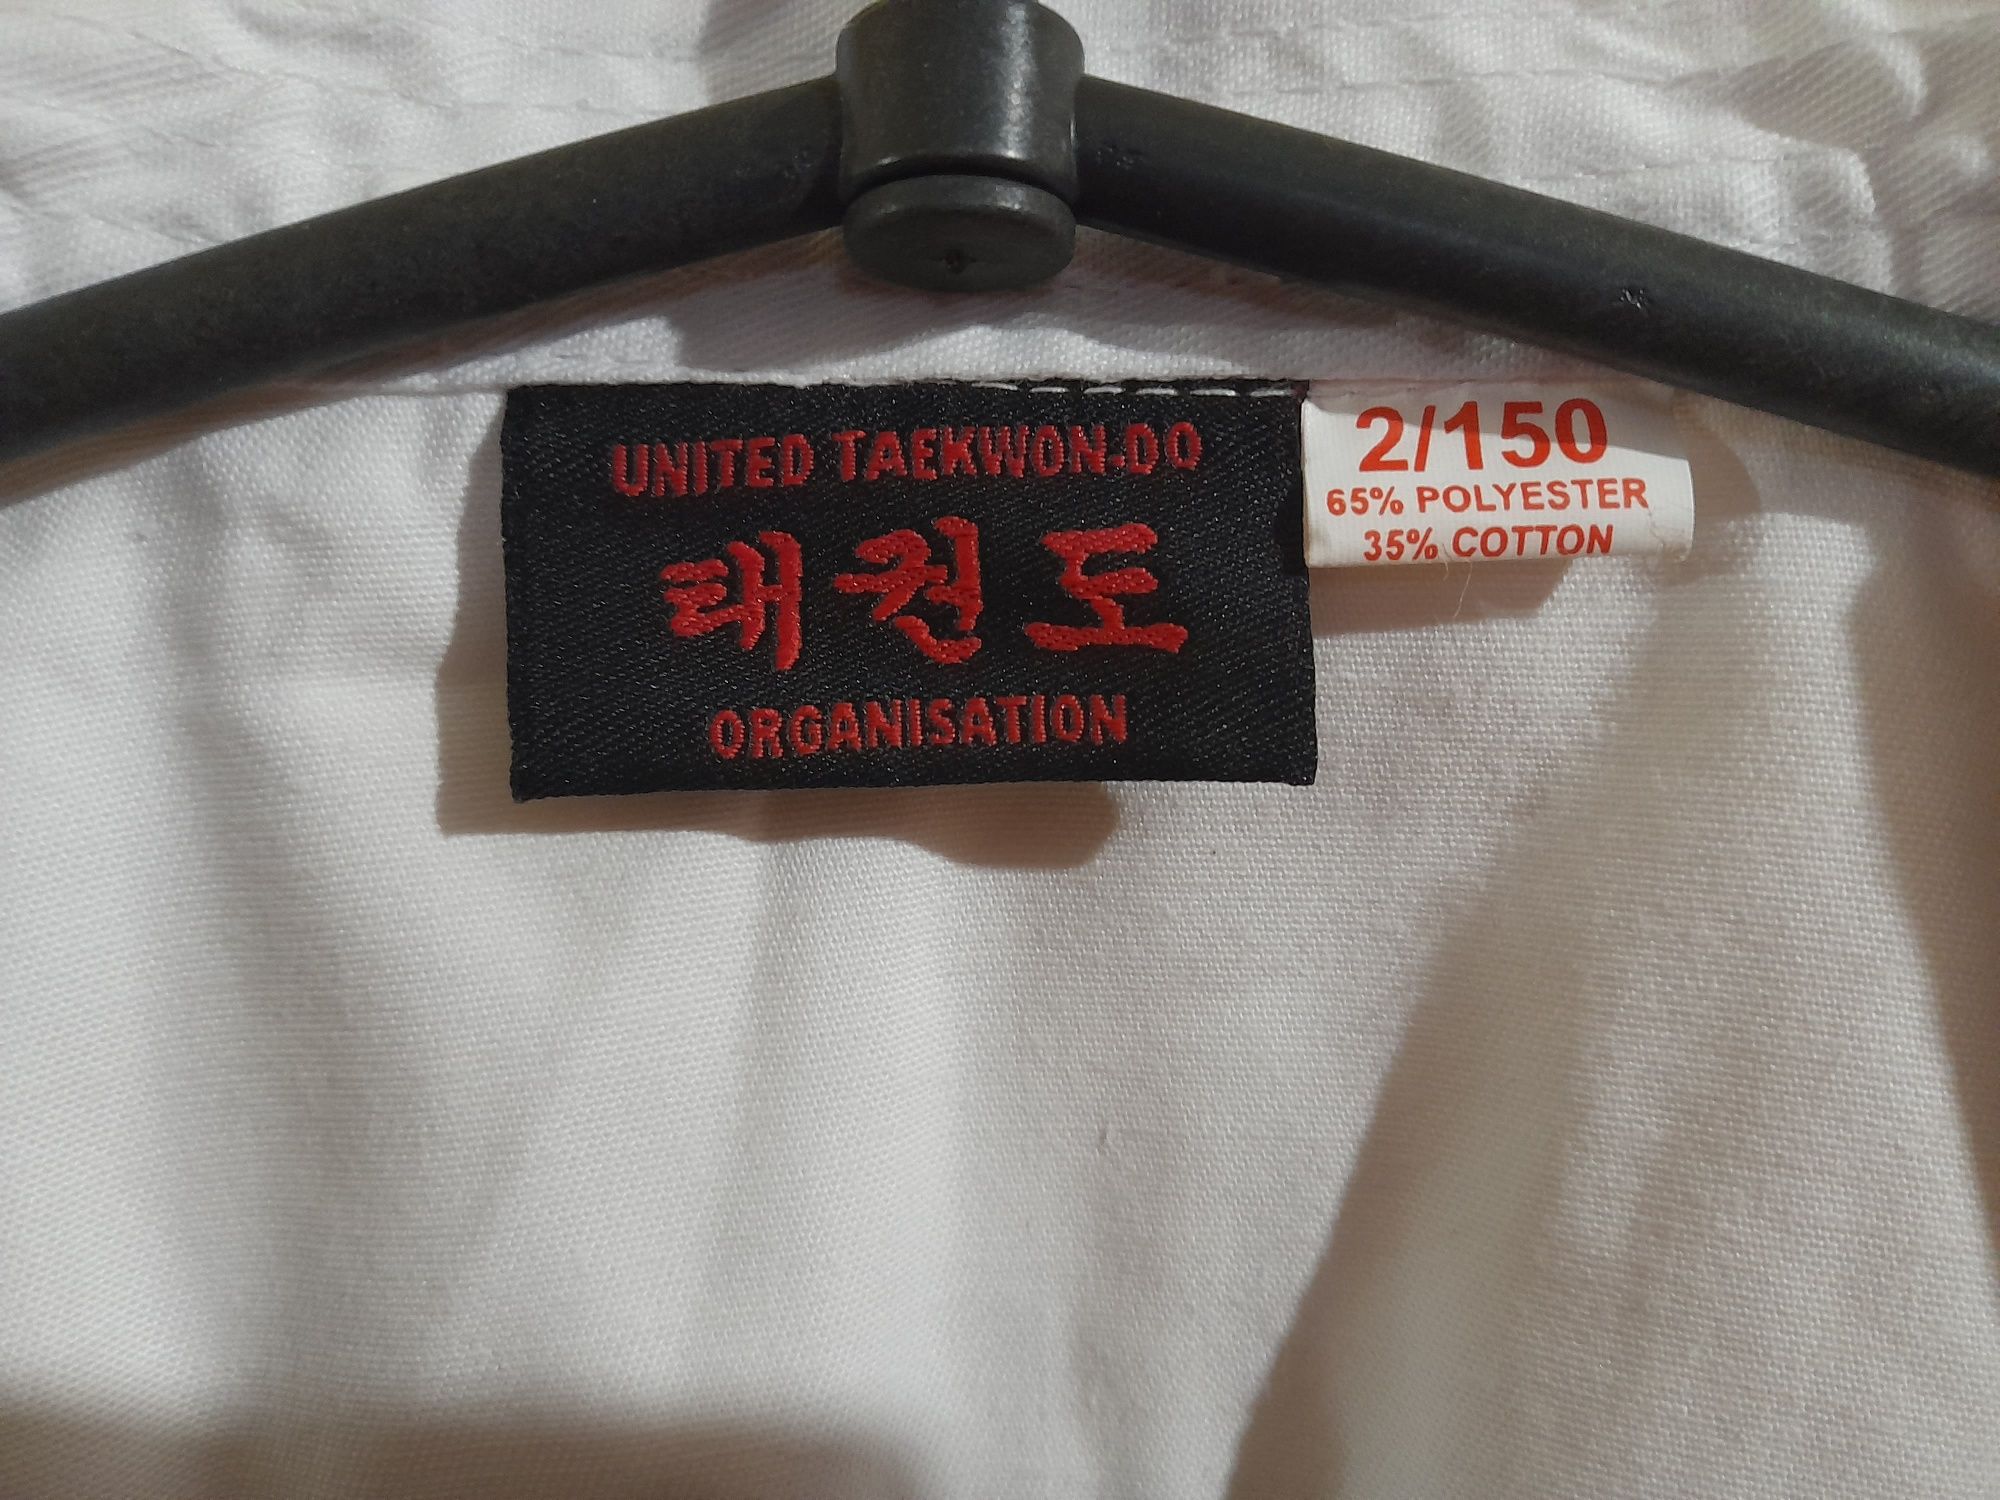 UNITED TAEKWON-DO
태권도
ORGANISATION
2/150
65% POLYESTER
35% COTTON